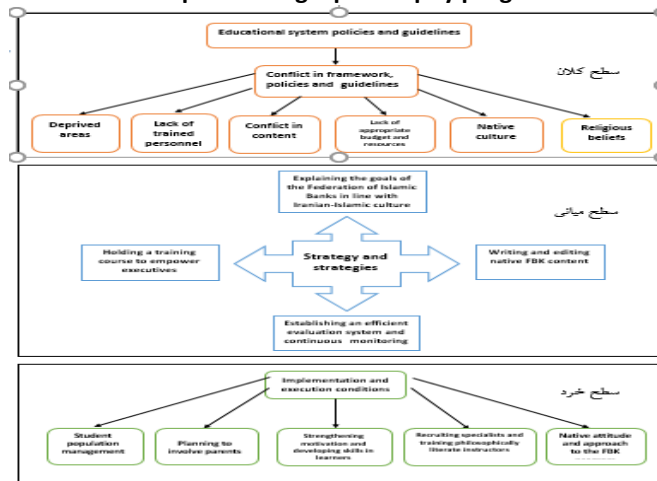 Educational system policies and guidelines
سطح کلان
Conflict in framework,
policies and guidelines
Deprived
areas
Lack of
trained
personnel
Conflict in
content
Lack of
appropriate
budget and
resources
Native
culture
Religious
beliefs
Explaining the goals of
the Federation of Islamic
Banks in line with
Iranian-Islamic culture
سطح میانی
Holding a training
course to empower
executives
Strategy and
strategies
Writing and editing
native FBK content
Establishing an efficient
evaluation system and
continuous monitoring
Implementation and
execution conditions
سطح خرد
Student
population
management
Planning to
involve parents
Strengthening
motivation and
developing skills in
learners
Recruiting specialists and
training philosophically
literate instructors
Native attitude
and approach
to the FBK